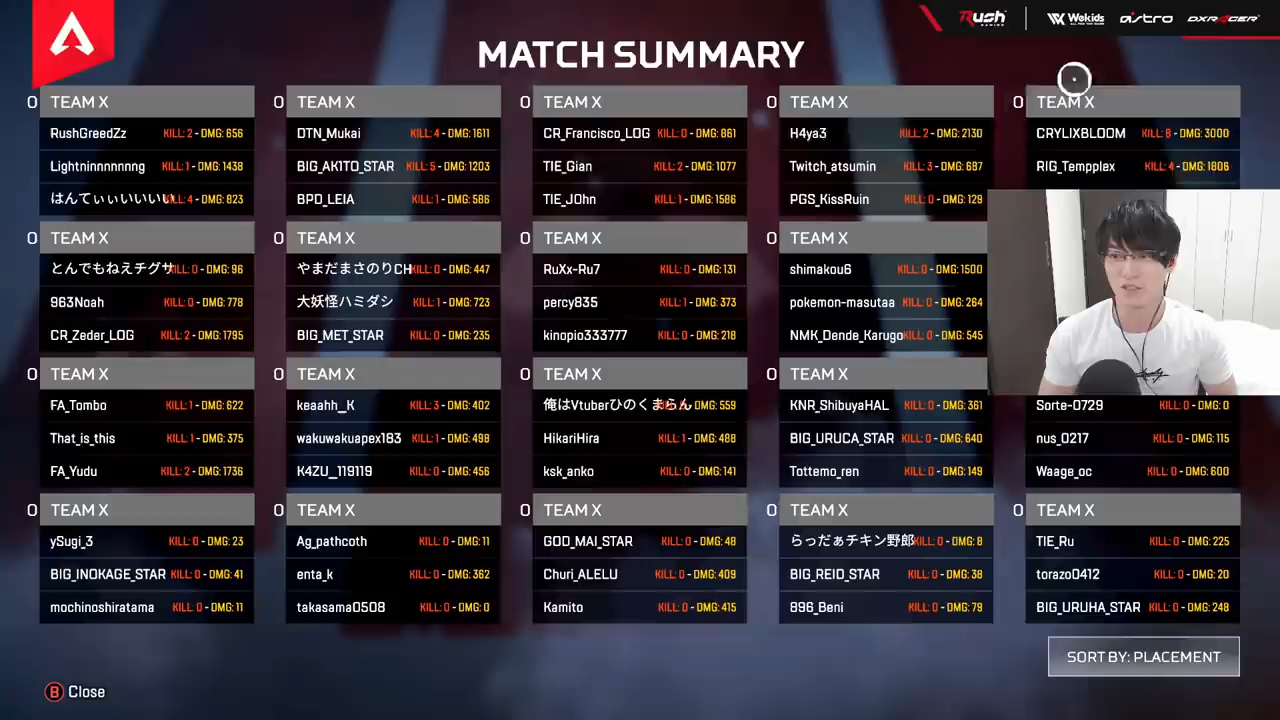 Rush GAMING WEKIDS astro DXRACER
MATCH SUMMARY
0 TEAM X
RushGreedZz KILL: 2 - DMG: 656
Lightninnnnnng KILL: 1 - DMG: 1438
はんてぃぃいいいい KILL: 4 - DMG: 823
0 TEAM X
DTN_Mukai KILL: 4 - DMG: 1611
BIG_AK1TO_STAR KILL: 5 - DMG: 1203
BPD_LEIA KILL: 1 - DMG: 586
0 TEAM X
CR_Francisco_LOG KILL: 0 - DMG: 861
TIE_Gian KILL: 2 - DMG: 1077
TIE_J0hn KILL: 1 - DMG: 1586
0 TEAM X
H4ya3 KILL: 2 - DMG: 2130
Twitch_atsumin KILL: 3 - DMG: 687
PGS_KissRuin KILL: 0 - DMG: 129
0 TEAM X
CRYLIXBLOOM KILL: 8 - DMG: 3000
RIG_Tempplex KILL: 4 - DMG: 1806
0 TEAM X
とんでもねえチグサ KILL: 0 - DMG: 96
963Noah KILL: 0 - DMG: 778
CR_Zeder_LOG KILL: 2 - DMG: 1795
0 TEAM X
やまだまさのりCH KILL: 0 - DMG: 447
大妖怪ハミダシ KILL: 1 - DMG: 723
BIG_MET_STAR KILL: 0 - DMG: 235
0 TEAM X
RuXx-Ru7 KILL: 0 - DMG: 131
percy835 KILL: 1 - DMG: 373
kinopio333777 KILL: 0 - DMG: 218
0 TEAM X
shimakou6 KILL: 0 - DMG: 1500
pokemon-masutaa KILL: 0 - DMG: 264
NMK_Dende_Karugo KILL: 0 - DMG: 545
0 TEAM X
FA_Tombo KILL: 1 - DMG: 622
That_is_this KILL: 1 - DMG: 375
FA_Yudu KILL: 2 - DMG: 1736
0 TEAM X
keaahh_K KILL: 3 - DMG: 402
wakuwakuapex183 KILL: 1 - DMG: 498
K4ZU_119119 KILL: 0 - DMG: 456
0 TEAM X
俺はVtuberひのくまらん DMG: 559
HikariHira KILL: 1 - DMG: 488
ksk_anko KILL: 0 - DMG: 141
0 TEAM X
KNR_ShibuyaHAL KILL: 0 - DMG: 361
BIG_URUCA_STAR KILL: 0 - DMG: 640
Tottemo_ren KILL: 0 - DMG: 149
Sorte-0729 KILL: 0 - DMG: 0
nus_0217 KILL: 0 - DMG: 115
Waage_oc KILL: 0 - DMG: 600
0 TEAM X
ySugi_3 KILL: 0 - DMG: 23
BIG_INOKAGE_STAR KILL: 0 - DMG: 41
mochinoshiratama KILL: 0 - DMG: 11
0 TEAM X
Ag_pathcoth KILL: 0 - DMG: 11
enta_k KILL: 0 - DMG: 362
takasama0508 KILL: 0 - DMG: 0
0 TEAM X
GOD_MAI_STAR KILL: 0 - DMG: 48
Churi_ALELU KILL: 0 - DMG: 409
Kamito KILL: 0 - DMG: 415
0 TEAM X
らっだぁチキン野郎 KILL: 0 - DMG: 8
BIG_REID_STAR KILL: 0 - DMG: 38
896_Beni KILL: 0 - DMG: 79
0 TEAM X
TIE_Ru KILL: 0 - DMG: 225
torazo0412 KILL: 0 - DMG: 20
BIG_URUHA_STAR KILL: 0 - DMG: 248
SORT BY: PLACEMENT
B Close